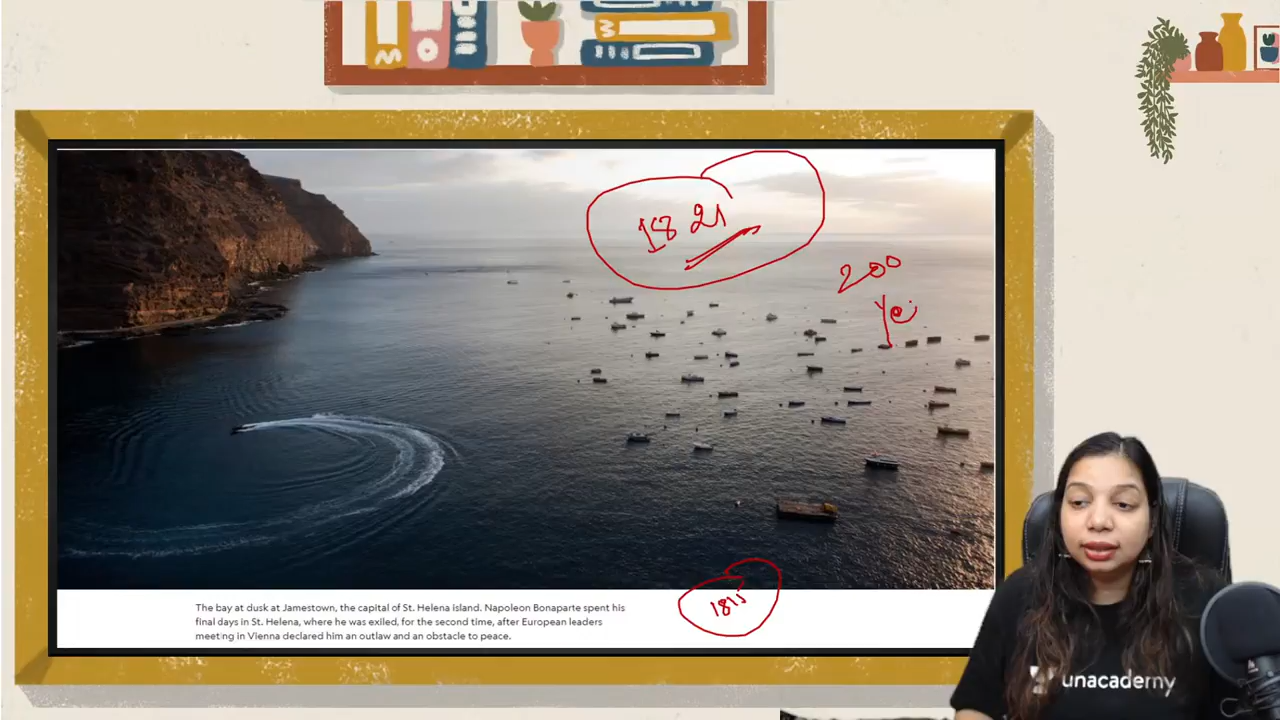 1821
200
Ye
1815
The bay at dusk at Jamestown, the capital of St. Helena island. Napoleon Bonaparte spent his
final days in St. Helena, where he was exiled, for the second time, after European leaders
meeting in Vienna declared him an outlaw and an obstacle to peace.
unacademy